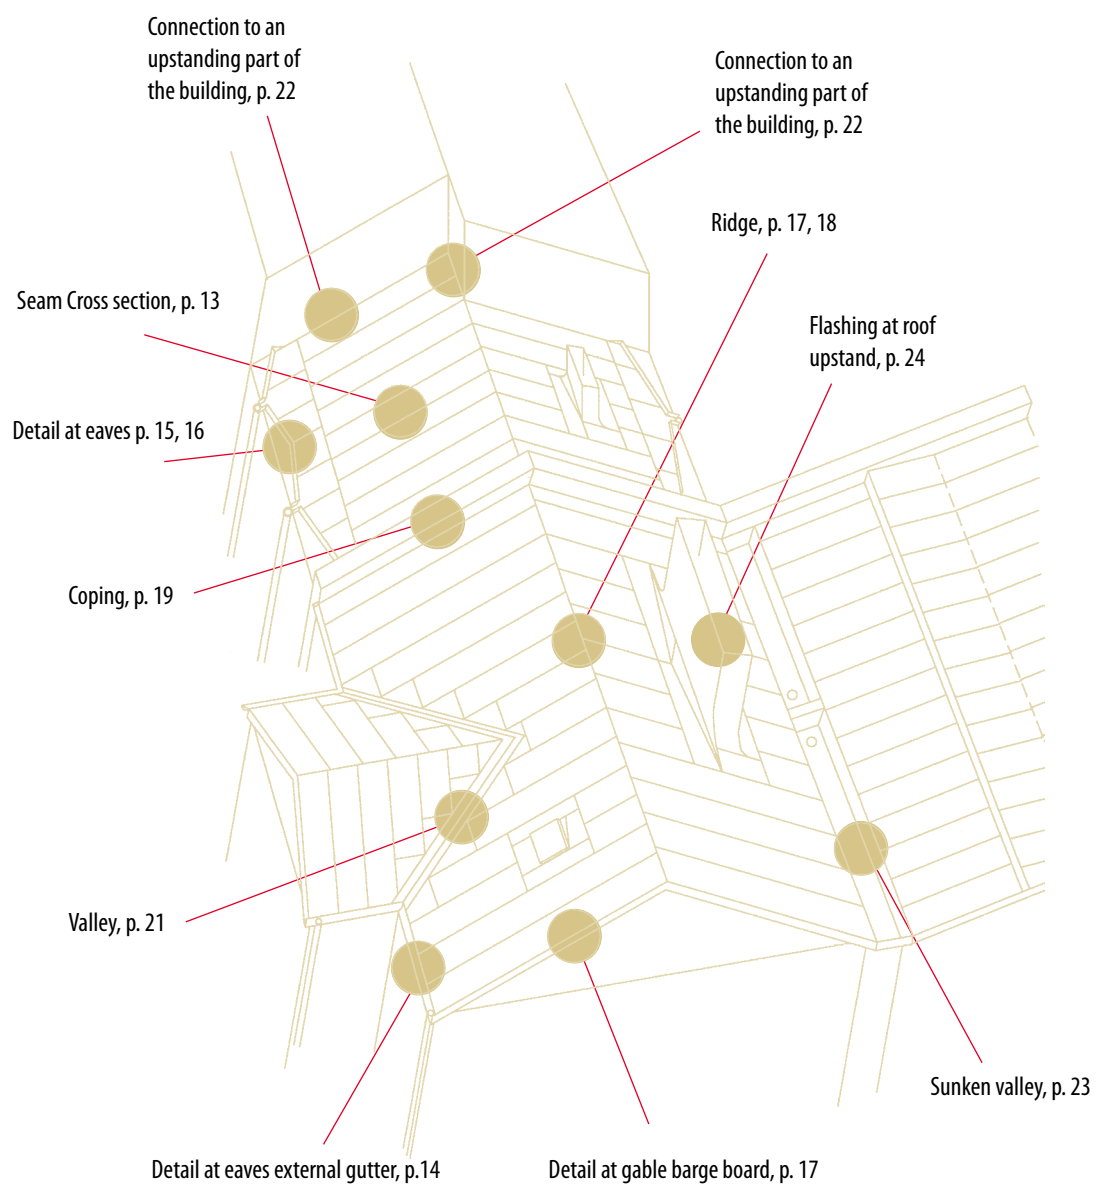 Connection to an
upstanding part of
the building, p. 22
Connection to an
upstanding part of
the building, p. 22
Ridge, p. 17, 18
Seam Cross section, p. 13
Flashing at roof
upstand, p. 24
Detail at eaves p. 15, 16
Coping, p. 19
Valley, p. 21
Sunken valley, p. 23
Detail at eaves external gutter, p.14
Detail at gable barge board, p. 17